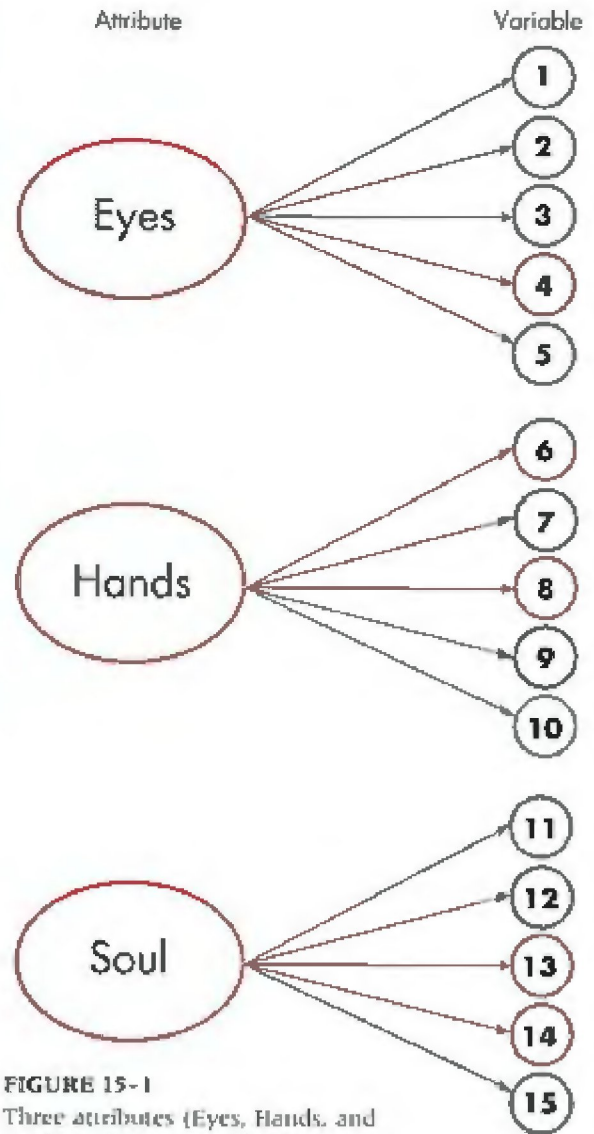 Attribute Variable
1
2
Eyes
3
4
5
6
7
Hands
8
9
10
11
12
Soul
13
14
FIGURE 15-1
15
Three attributes (Eyes, Hands, and